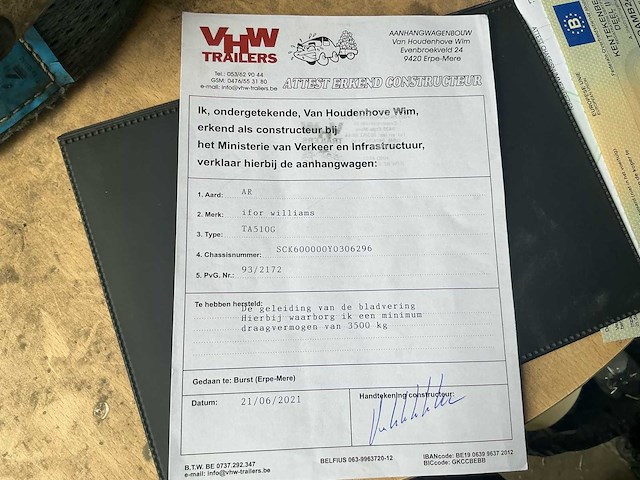 VHW
TRAILERS
Tel.: 053/62 90 44
GSM: 0476/55 31 80
e-mail: info@vhw-trailers.be
AANHANGWAGENBOUW
Van Houdenhove Wim
Evenbroekveld 24
9420 Erpe-Mere
ATTEST ERKEND CONSTRUCTEUR
Ik, ondergetekende, Van Houdenhove Wim,
erkend als constructeur bij
het Ministerie van Verkeer en Infrastructuur,
verklaar hierbij de aanhangwagen:
1. Aard: AR
2. Merk: ifor williams
3. Type: TA510G
4. Chassisnummer: SCK600000Y0306296
5. PvG. Nr.: 93/2172
Te hebben hersteld:
De geleiding van de bladvering
Hierbij waarborg ik een minimum
draagvermogen van 3500 kg
Gedaan te: Burst (Erpe-Mere)
Datum: 21/06/2021
Handtekening constructeur:
B.T.W. BE 0737.292.347
e-mail: info@vhw-trailers.be
BELFIUS 063-9963720-12
IBANcode: BE19 0639 9637 2012
BICcode: GKCCBEBB
B